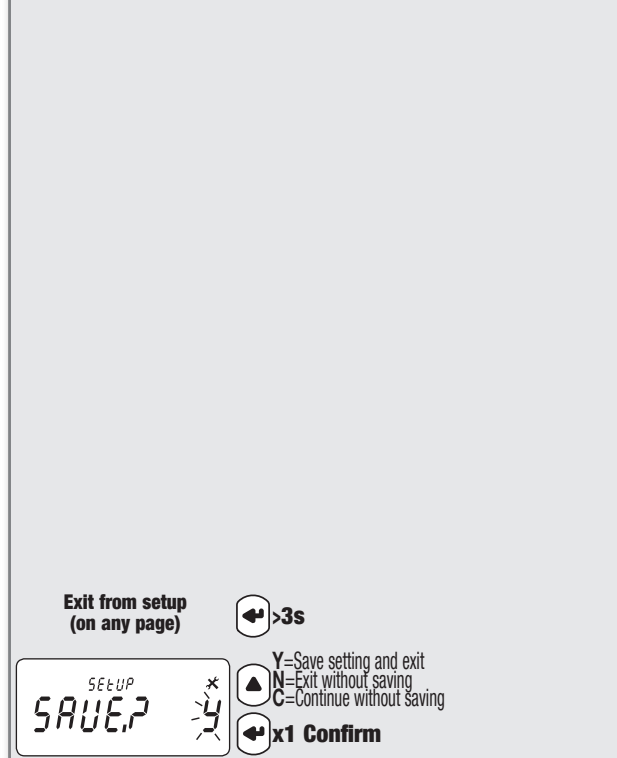 Exit from setup
(on any page)
>3s
SEtUP
SAVE.? Y
Y=Save setting and exit
N=Exit without saving
C=Continue without saving
x1 Confirm